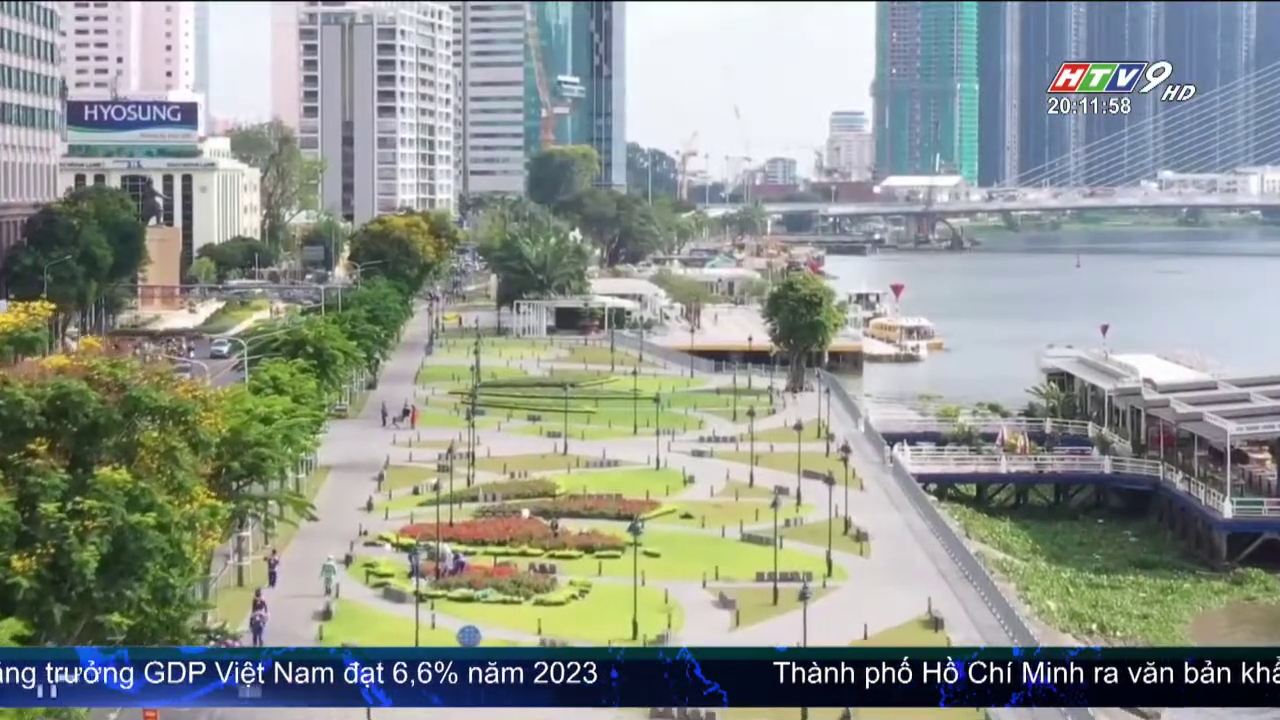 HYOSUNG
HTV9 HD
20:11:58
ăng trưởng GDP Việt Nam đạt 6,6% năm 2023
Thành phố Hồ Chí Minh ra văn bản khẩ